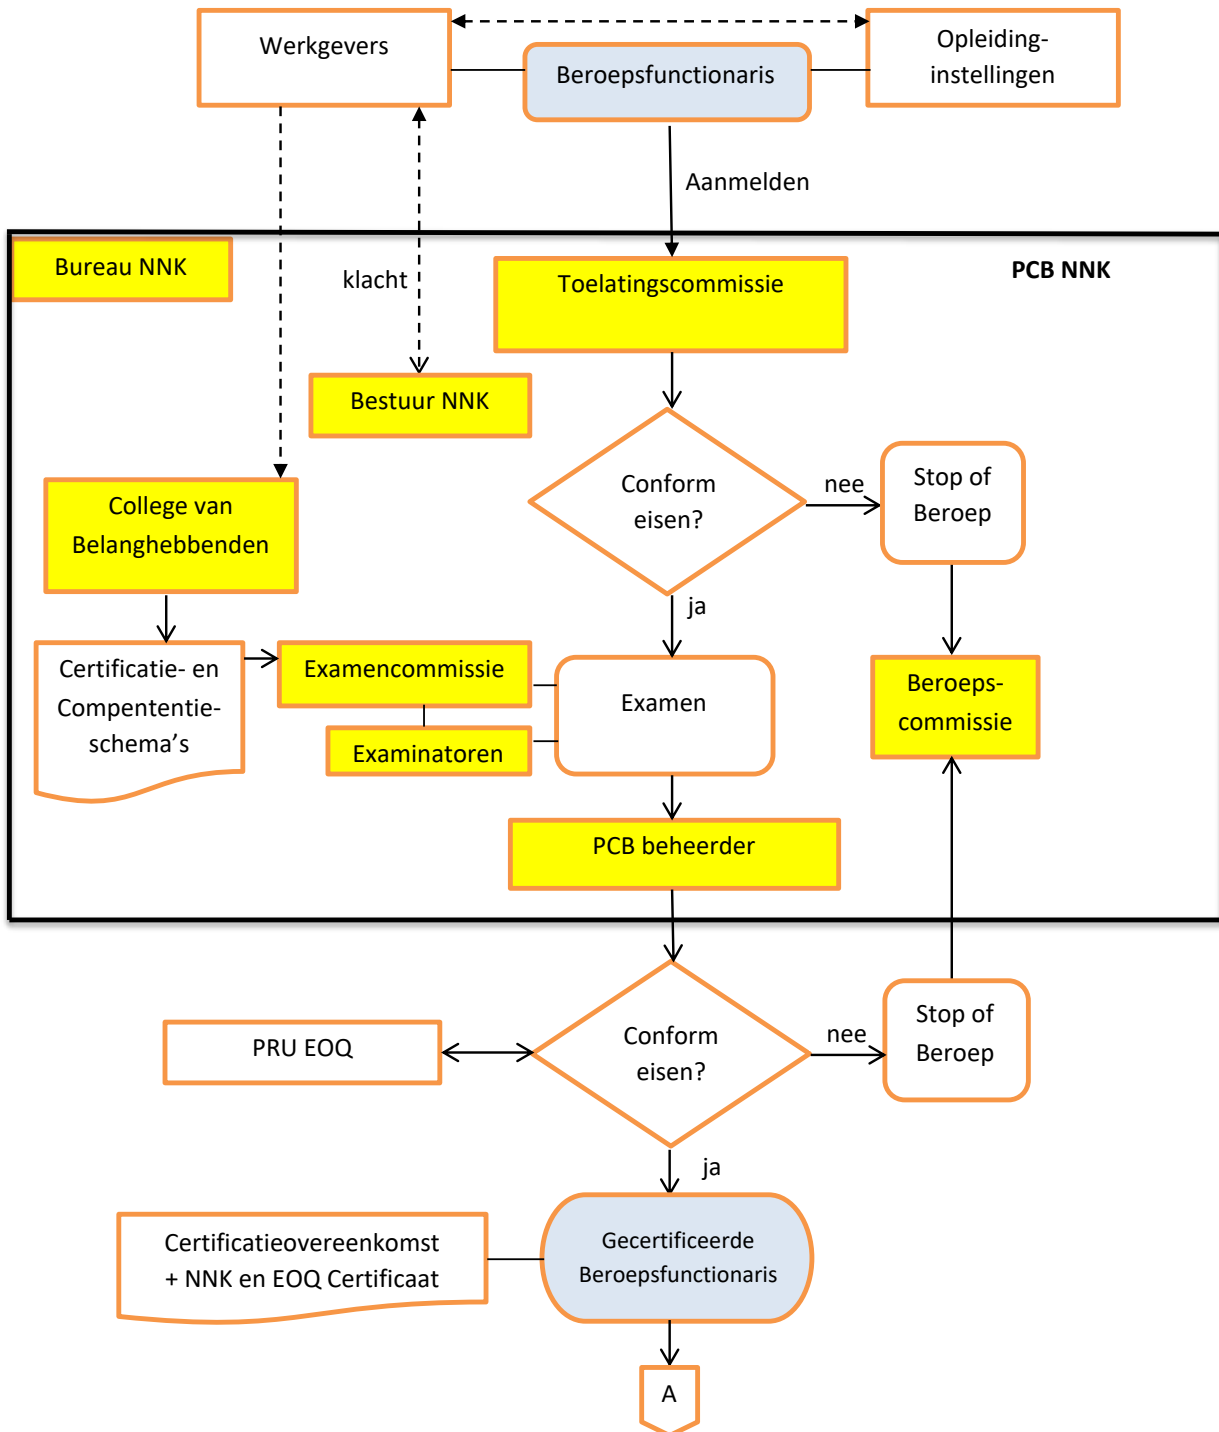 Werkgevers
Beroepsfunctionaris
Opleiding-
instellingen
Aanmelden
Bureau NNK
klacht
Toelatingscommissie
PCB NNK
Bestuur NNK
College van
Belanghebbenden
Conform
eisen?
nee
Stop of
Beroep
ja
Certificatie- en
Compententie-
schema's
Examencommissie
Examinatoren
Examen
Beroeps-
commissie
PCB beheerder
PRU EOQ
Conform
eisen?
nee
Stop of
Beroep
ja
Certificatieovereenkomst
+ NNK en EOQ Certificaat
Gecertificeerde
Beroepsfunctionaris
A